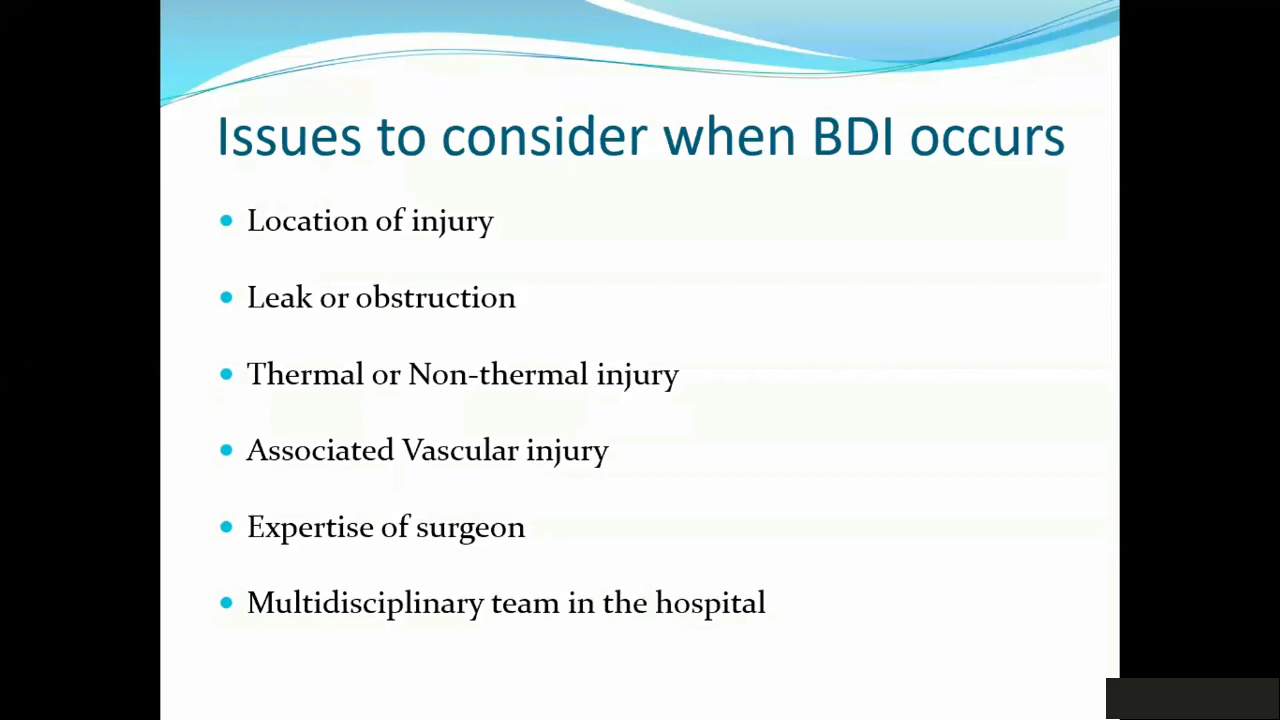 Issues to consider when BDI occurs
Location of injury
Leak or obstruction
Thermal or Non-thermal injury
Associated Vascular injury
Expertise of surgeon
Multidisciplinary team in the hospital